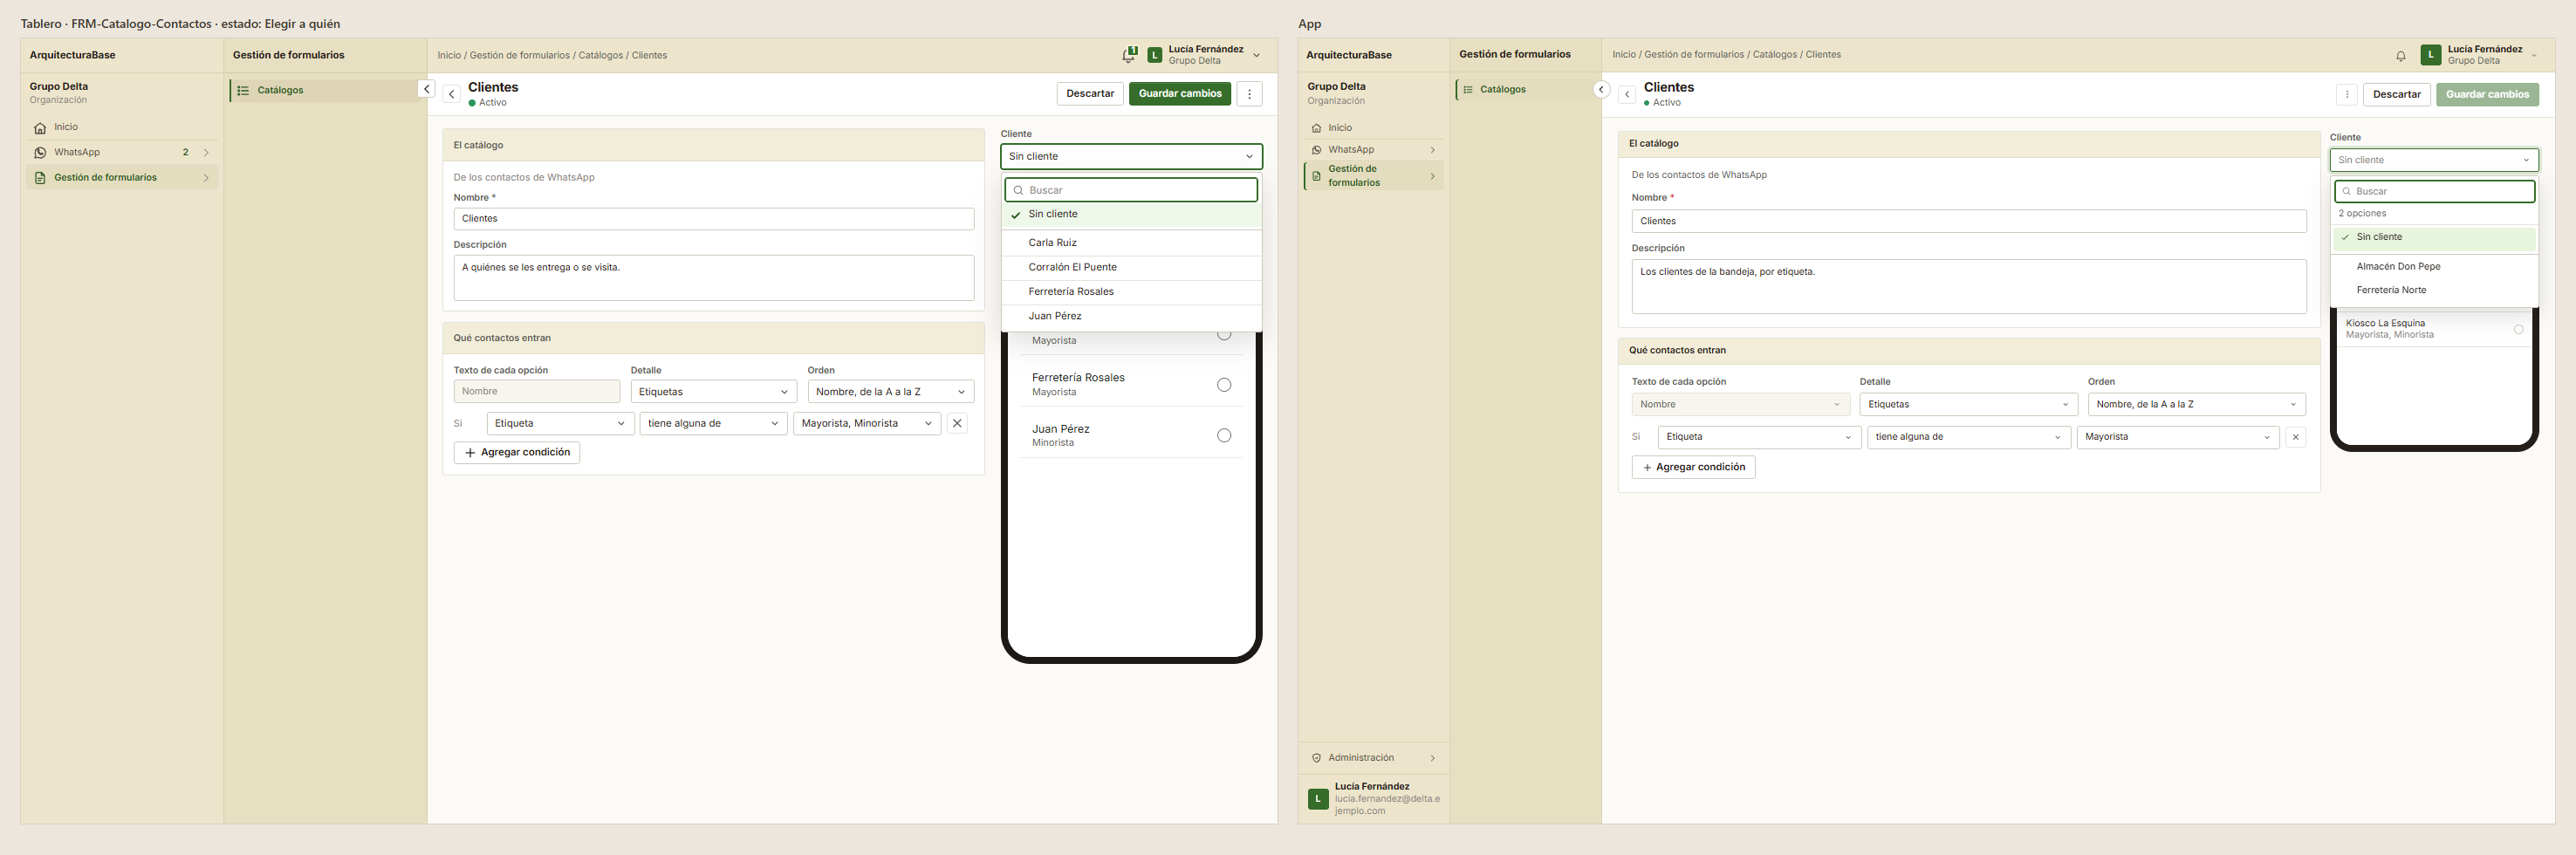 Tablero · FRM-Catalogo-Contactos · estado: Elegir a quién
ArquitecturaBase
Grupo Delta
Organización
Inicio
WhatsApp 2
Gestión de formularios
Gestión de formularios
Catálogos
Inicio / Gestión de formularios / Catálogos / Clientes
1
L
Lucía Fernández
Grupo Delta
Clientes
Activo
Descartar
Guardar cambios
El catálogo
De los contactos de WhatsApp
Nombre *
Clientes
Descripción
A quiénes se les entrega o se visita.
Qué contactos entran
Texto de cada opción Detalle Orden
Nombre Etiquetas Nombre, de la A a la Z
Si Etiqueta tiene alguna de Mayorista, Minorista
Agregar condición
Cliente
Sin cliente
Buscar
Sin cliente
Carla Ruiz
Corralón El Puente
Ferretería Rosales
Juan Pérez
Mayorista
Ferretería Rosales
Mayorista
Juan Pérez
Minorista
App
ArquitecturaBase
Grupo Delta
Organización
Inicio
WhatsApp
Gestión de
formularios
Administración
L
Lucía Fernández
lucia.fernandez@delta.e
jemplo.com
Gestión de formularios
Catálogos
Inicio / Gestión de formularios / Catálogos / Clientes
L
Lucía Fernández
Grupo Delta
Clientes
Activo
Descartar
Guardar cambios
El catálogo
De los contactos de WhatsApp
Nombre *
Clientes
Descripción
Los clientes de la bandeja, por etiqueta.
Qué contactos entran
Texto de cada opción Detalle Orden
Nombre Etiquetas Nombre, de la A a la Z
Si Etiqueta tiene alguna de Mayorista
Agregar condición
Cliente
Sin cliente
Buscar
2 opciones
Sin cliente
Almacén Don Pepe
Ferretería Norte
Kiosco La Esquina
Mayorista, Minorista